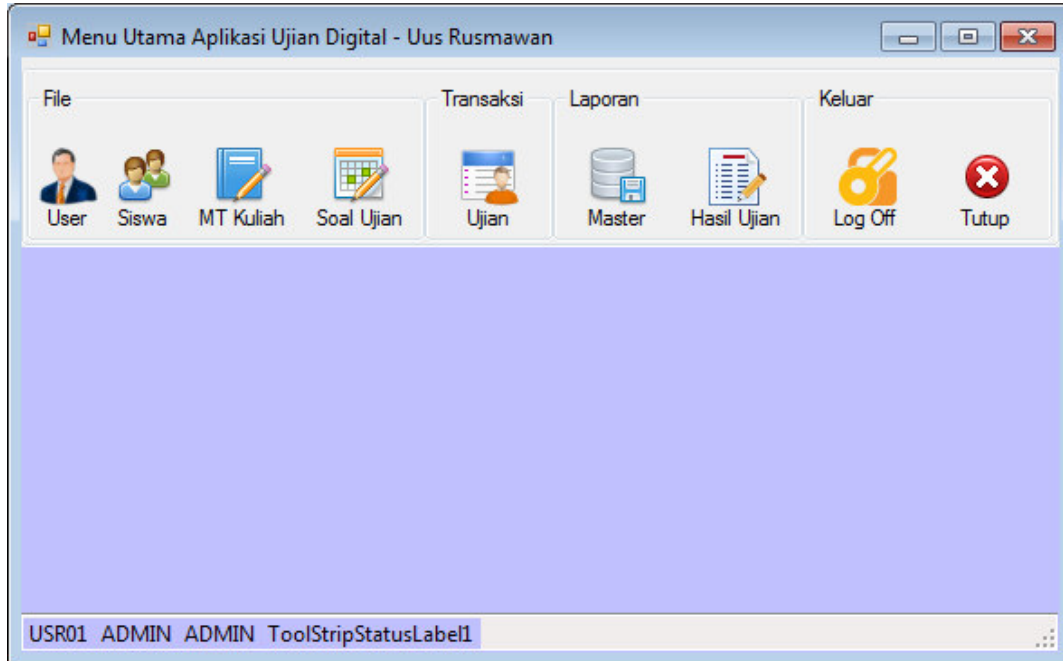 Menu Utama Aplikasi Ujian Digital - Uus Rusmawan
File Transaksi Laporan Keluar
User Siswa MT Kuliah Soal Ujian Ujian Master Hasil Ujian Log Off Tutup
USR01 ADMIN ADMIN ToolStripStatusLabel1